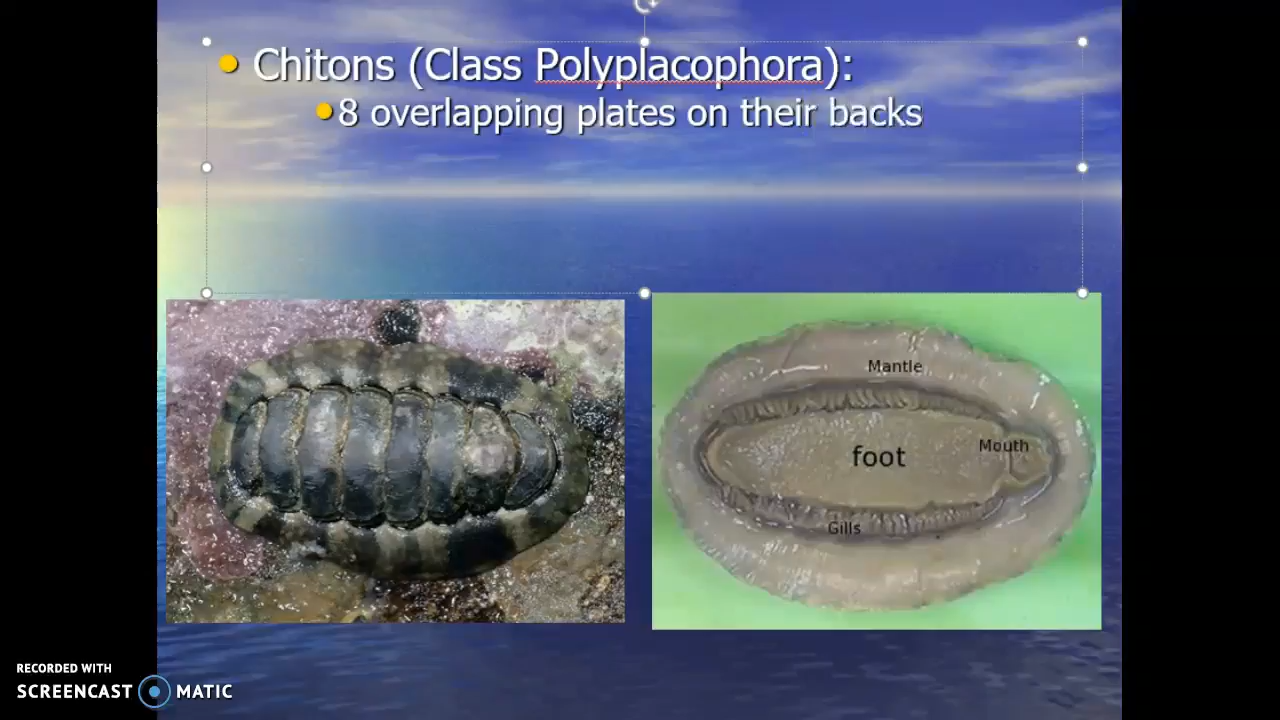 Chitons (Class Polyplacophora):
8 overlapping plates on their backs
Mantle
Mouth
foot
Gills
RECORDED WITH
SCREENCAST MATIC